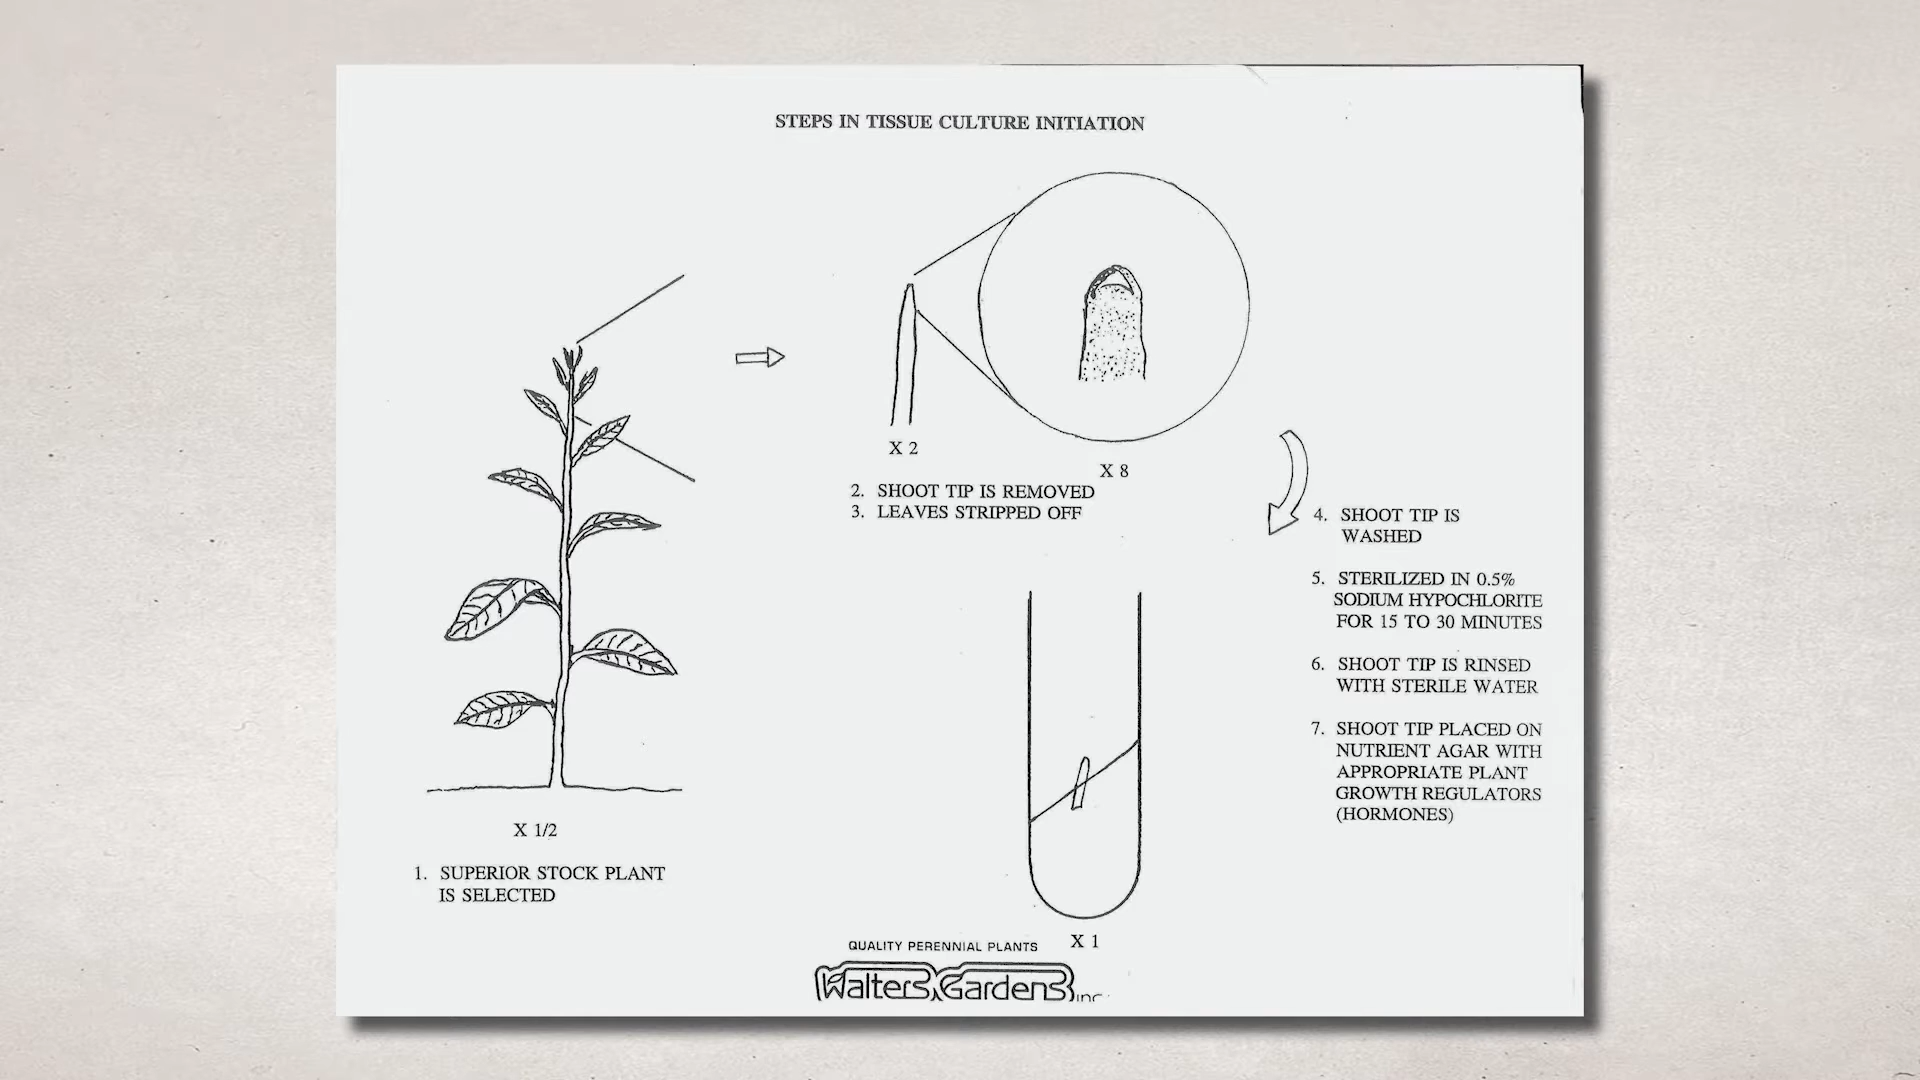 STEPS IN TISSUE CULTURE INITIATION
X 2
X 8
2. SHOOT TIP IS REMOVED
3. LEAVES STRIPPED OFF
4. SHOOT TIP IS
WASHED
5. STERILIZED IN 0.5%
SODIUM HYPOCHLORITE
FOR 15 TO 30 MINUTES
6. SHOOT TIP IS RINSED
WITH STERILE WATER
7. SHOOT TIP PLACED ON
NUTRIENT AGAR WITH
APPROPRIATE PLANT
GROWTH REGULATORS
(HORMONES)
X 1/2
1. SUPERIOR STOCK PLANT
IS SELECTED
X 1
QUALITY PERENNIAL PLANTS
Walters Gardens inc.